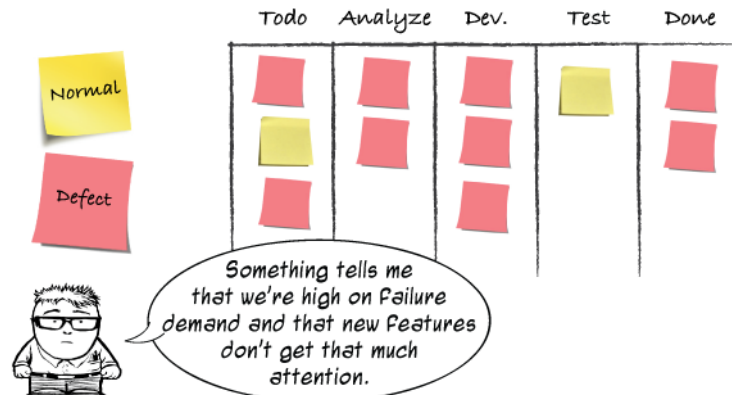 Todo Analyze Dev. Test Done
Normal
Defect
Something tells me
that we're high on failure
demand and that new features
don't get that much
attention.